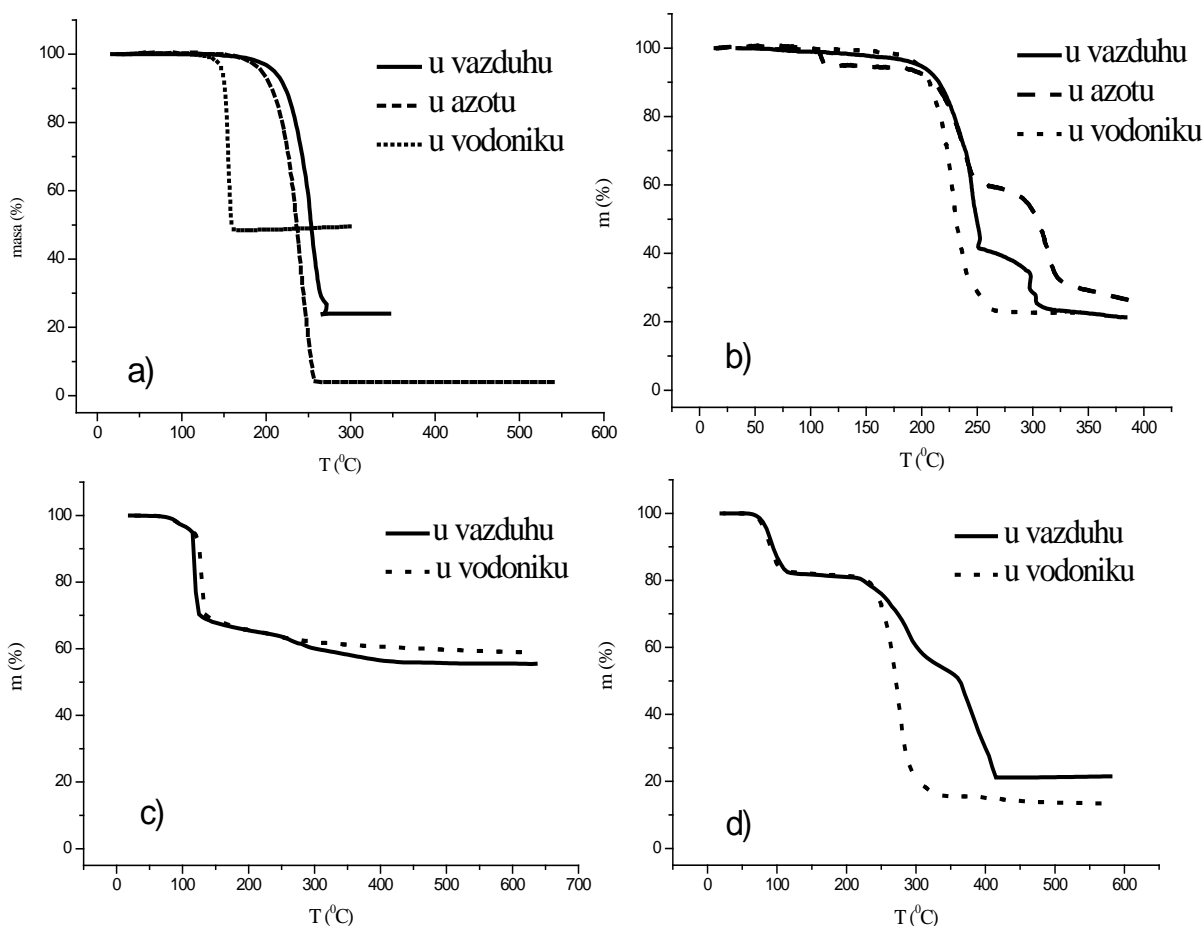 100
80
60
40
20
0
masa (%)
u vazduhu
u azotu
u vodoniku
a)
0 100 200 300 400 500 600
T (⁰C)
100
80
60
40
20
0
m (%)
u vazduhu
u azotu
u vodoniku
b)
0 50 100 150 200 250 300 350 400
T (⁰C)
100
80
60
40
20
0
m (%)
u vazduhu
u vodoniku
c)
0 100 200 300 400 500 600 700
T (⁰C)
100
80
60
40
20
0
m (%)
u vazduhu
u vodoniku
d)
0 100 200 300 400 500 600
T (⁰C)